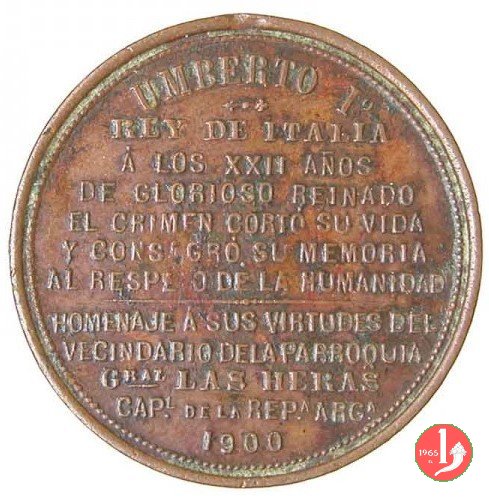 UMBERTO 1º
REY DE ITALIA
Á LOS XXII AÑOS
DE GLORIOSO REINADO
EL CRIMEN CORTÓ SU VIDA
Y CONSAGRÓ SU MEMORIA
AL RESPETO DE LA HUMANIDAD
HOMENAJE Á SUS VIRTUDES DEL
VECINDARIO DE LA PARROQUIA
GRAL LAS HERAS
CAPL DE LA REPA ARGA
1900
1965